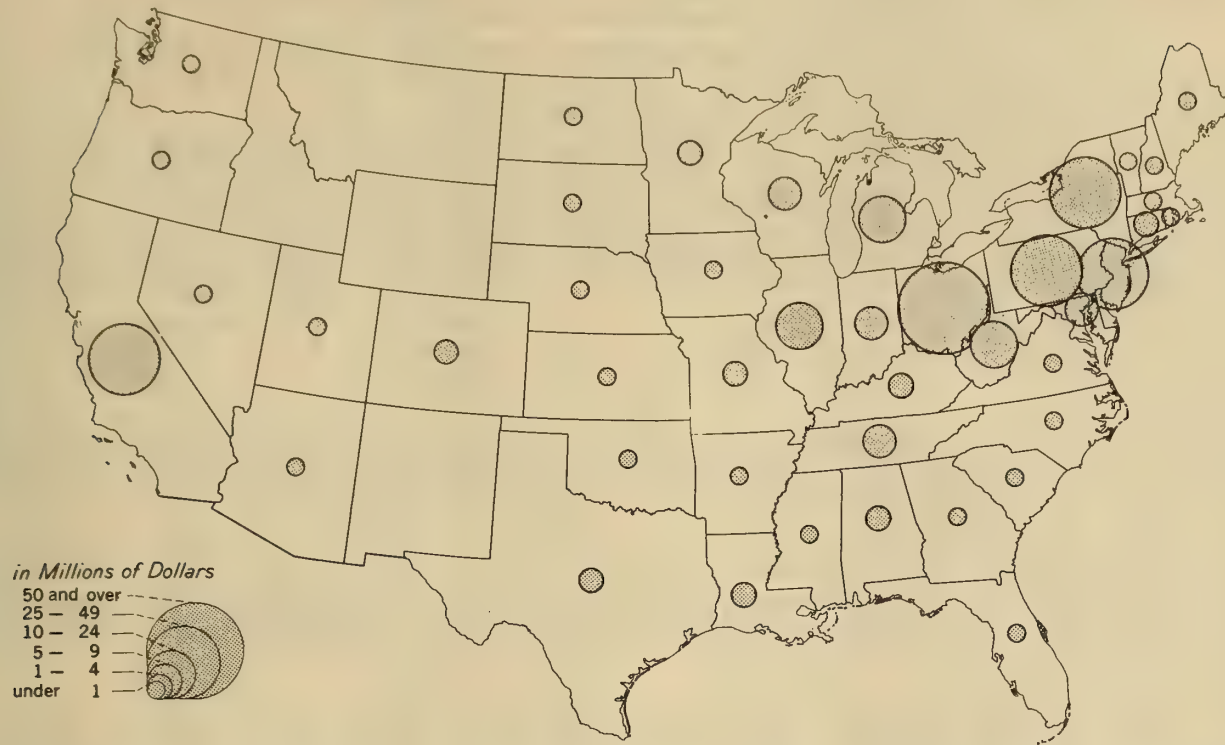 in Millions of Dollars
50 and over
25 – 49
10 – 24
5 – 9
1 – 4
under 1